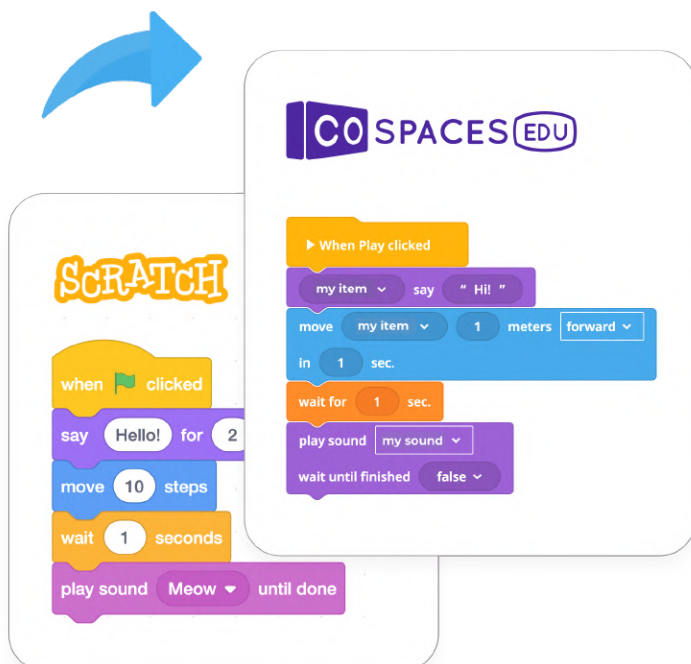 CO SPACES EDU
When Play clicked
my item say “ Hi! ”
move my item 1 meters forward
in 1 sec.
wait for 1 sec.
play sound my sound
wait until finished false
SCRATCH
when clicked
say Hello! for 2
move 10 steps
wait 1 seconds
play sound Meow until done